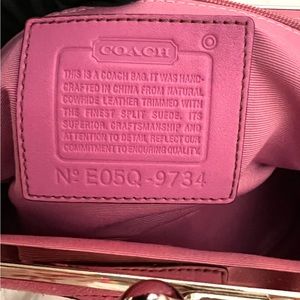 COACH
THIS IS A COACH BAG. IT WAS HAND-
CRAFTED IN CHINA FROM NATURAL
COWHIDE LEATHER TRIMMED WITH
THE FINEST SPLIT SUEDE. ITS
SUPERIOR CRAFTSMANSHIP AND
ATTENTION TO DETAIL REFLECT OUR
COMMITMENT TO ENDURING QUALITY.
Nº E05Q-9734